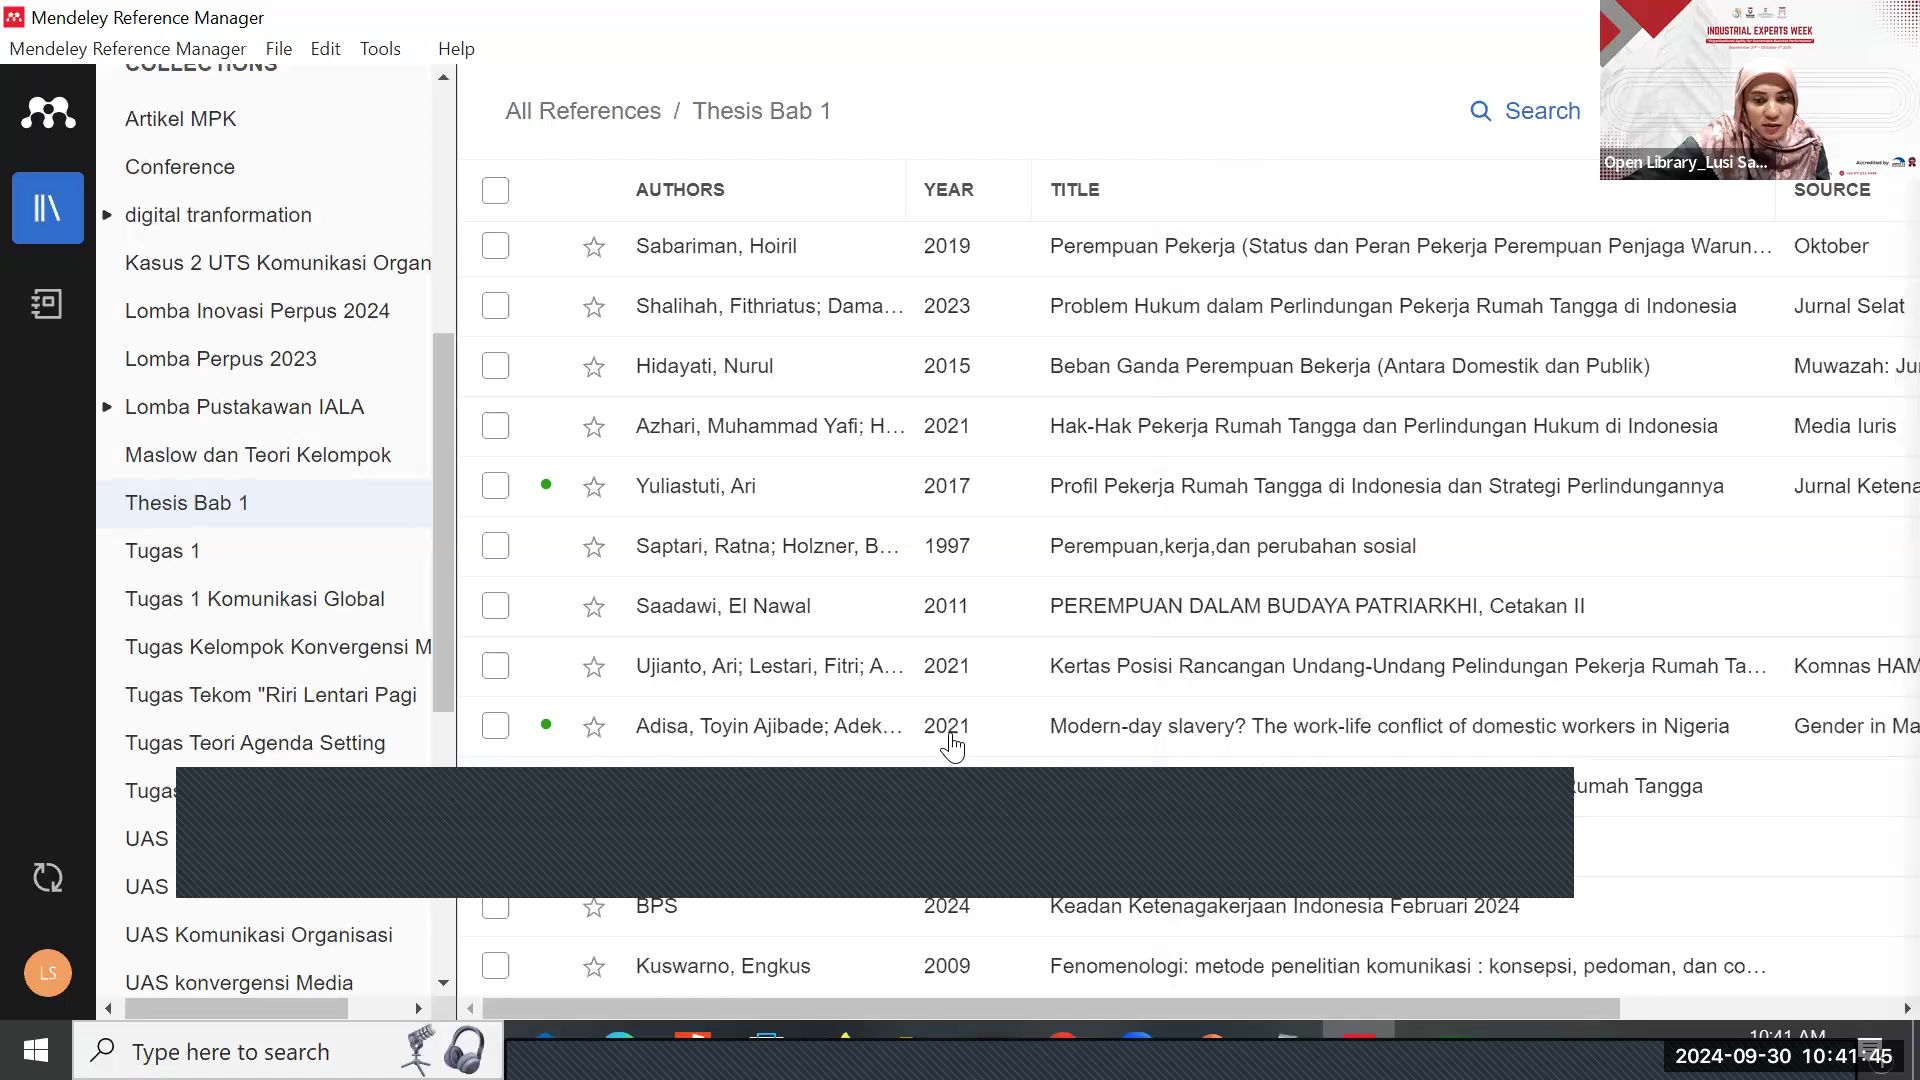 Mendeley Reference Manager
Mendeley Reference Manager File Edit Tools Help
INDUSTRIAL EXPERTS WEEK
Open Library_Lusi Sa...
Accredited by
COLLECTIONS
Artikel MPK
Conference
digital tranformation
Kasus 2 UTS Komunikasi Organ
Lomba Inovasi Perpus 2024
Lomba Perpus 2023
Lomba Pustakawan IALA
Maslow dan Teori Kelompok
Thesis Bab 1
Tugas 1
Tugas 1 Komunikasi Global
Tugas Kelompok Konvergensi M
Tugas Tekom "Riri Lentari Pagi
Tugas Teori Agenda Setting
Tugas
UAS
UAS
UAS Komunikasi Organisasi
UAS konvergensi Media
LS
All References / Thesis Bab 1
Search
AUTHORS YEAR TITLE SOURCE
Sabariman, Hoiril 2019 Perempuan Pekerja (Status dan Peran Pekerja Perempuan Penjaga Warun... Oktober
Shalihah, Fithriatus; Dama... 2023 Problem Hukum dalam Perlindungan Pekerja Rumah Tangga di Indonesia Jurnal Selat
Hidayati, Nurul 2015 Beban Ganda Perempuan Bekerja (Antara Domestik dan Publik) Muwazah: Ju
Azhari, Muhammad Yafi; H... 2021 Hak-Hak Pekerja Rumah Tangga dan Perlindungan Hukum di Indonesia Media Iuris
Yuliastuti, Ari 2017 Profil Pekerja Rumah Tangga di Indonesia dan Strategi Perlindungannya Jurnal Ketena
Saptari, Ratna; Holzner, B... 1997 Perempuan,kerja,dan perubahan sosial
Saadawi, El Nawal 2011 PEREMPUAN DALAM BUDAYA PATRIARKHI, Cetakan II
Ujianto, Ari; Lestari, Fitri; A... 2021 Kertas Posisi Rancangan Undang-Undang Pelindungan Pekerja Rumah Ta... Komnas HAM
Adisa, Toyin Ajibade; Adek... 2021 Modern-day slavery? The work-life conflict of domestic workers in Nigeria Gender in Ma
Rumah Tangga
BPS 2024 Keadan Ketenagakerjaan Indonesia Februari 2024
Kuswarno, Engkus 2009 Fenomenologi: metode penelitian komunikasi : konsepsi, pedoman, dan co...
Type here to search
10:41 AM
2024-09-30 10:41:45